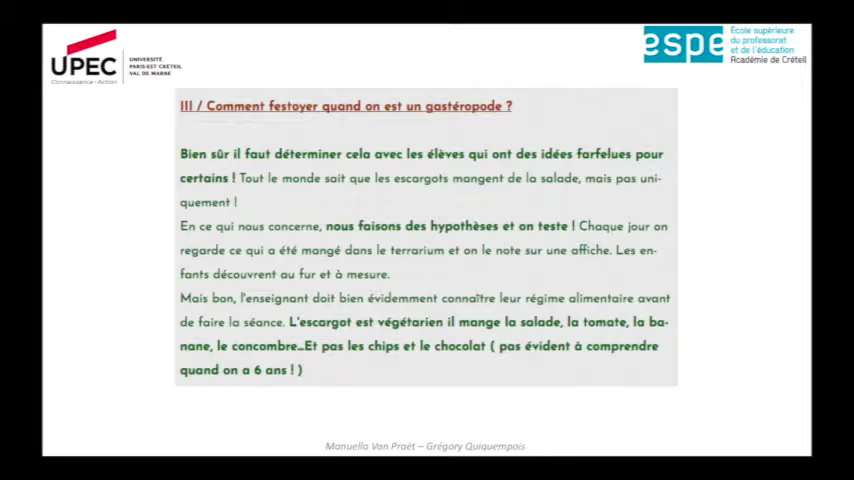 UPEC
Connaissance - Action
UNIVERSITÉ
PARIS-EST CRÉTEIL
VAL DE MARNE
espe
École supérieure
du professorat
et de l'éducation
Académie de Créteil
III / Comment festoyer quand on est un gastéropode ?
Bien sûr il faut déterminer cela avec les élèves qui ont des idées farfelues pour
certains ! Tout le monde sait que les escargots mangent de la salade, mais pas uni-
quement !
En ce qui nous concerne, nous faisons des hypothèses et on teste ! Chaque jour on
regarde ce qui a été mangé dans le terrarium et on le note sur une affiche. Les en-
fants découvrent au fur et à mesure.
Mais bon, l'enseignant doit bien évidemment connaître leur régime alimentaire avant
de faire la séance. L'escargot est végétarien il mange la salade, la tomate, la ba-
nane, le concombre...Et pas les chips et le chocolat ( pas évident à comprendre
quand on a 6 ans ! )
Manuella Van Praët – Grégory Quiquempois